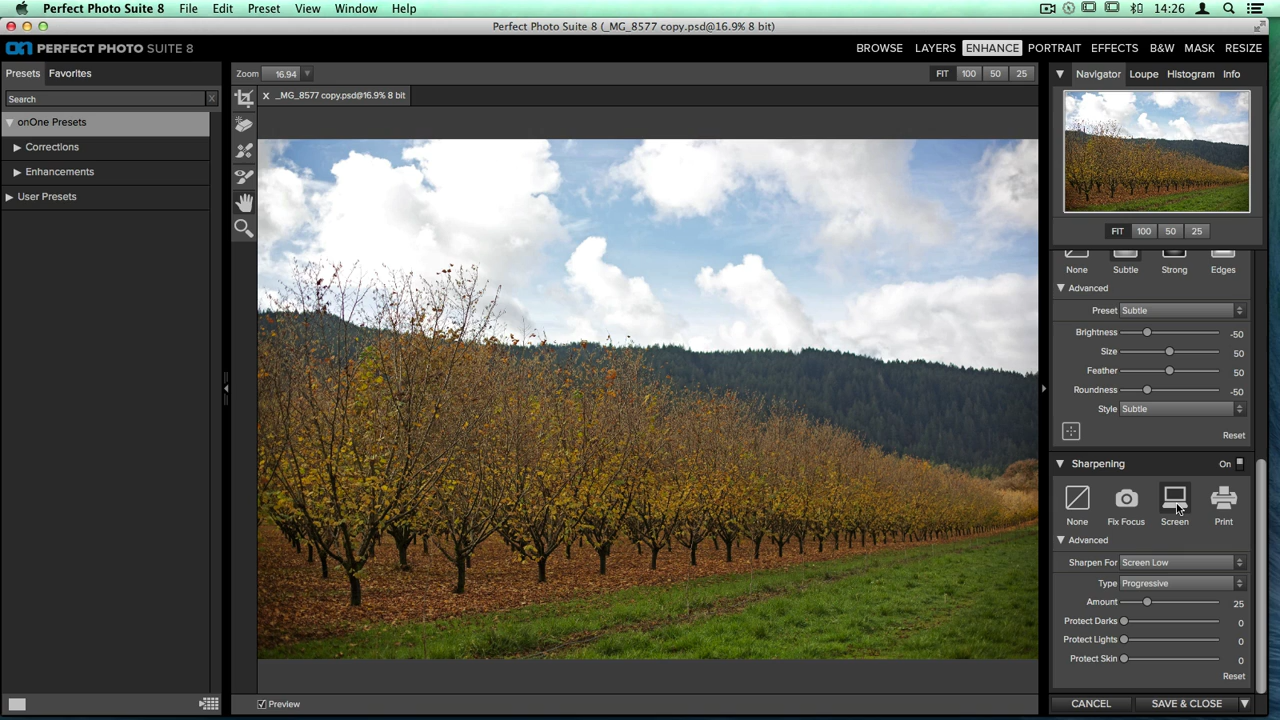 Perfect Photo Suite 8 File Edit Preset View Window Help 14:26
Perfect Photo Suite 8 (_MG_8577 copy.psd@16.9% 8 bit)
on PERFECT PHOTO SUITE 8 BROWSE LAYERS ENHANCE PORTRAIT EFFECTS B&W MASK RESIZE
Presets Favorites
Search X
onOne Presets
Corrections
Enhancements
User Presets
Zoom 16.94 FIT 100 50 25
x _MG_8577 copy.psd@16.9% 8 bit
Preview
Navigator Loupe Histogram Info
FIT 100 50 25
None Subtle Strong Edges
Advanced
Preset Subtle
Brightness -50
Size 50
Feather 50
Roundness -50
Style Subtle
Reset
Sharpening On
None Fix Focus Screen Print
Advanced
Sharpen For Screen Low
Type Progressive
Amount 25
Protect Darks 0
Protect Lights 0
Protect Skin 0
Reset
CANCEL SAVE & CLOSE